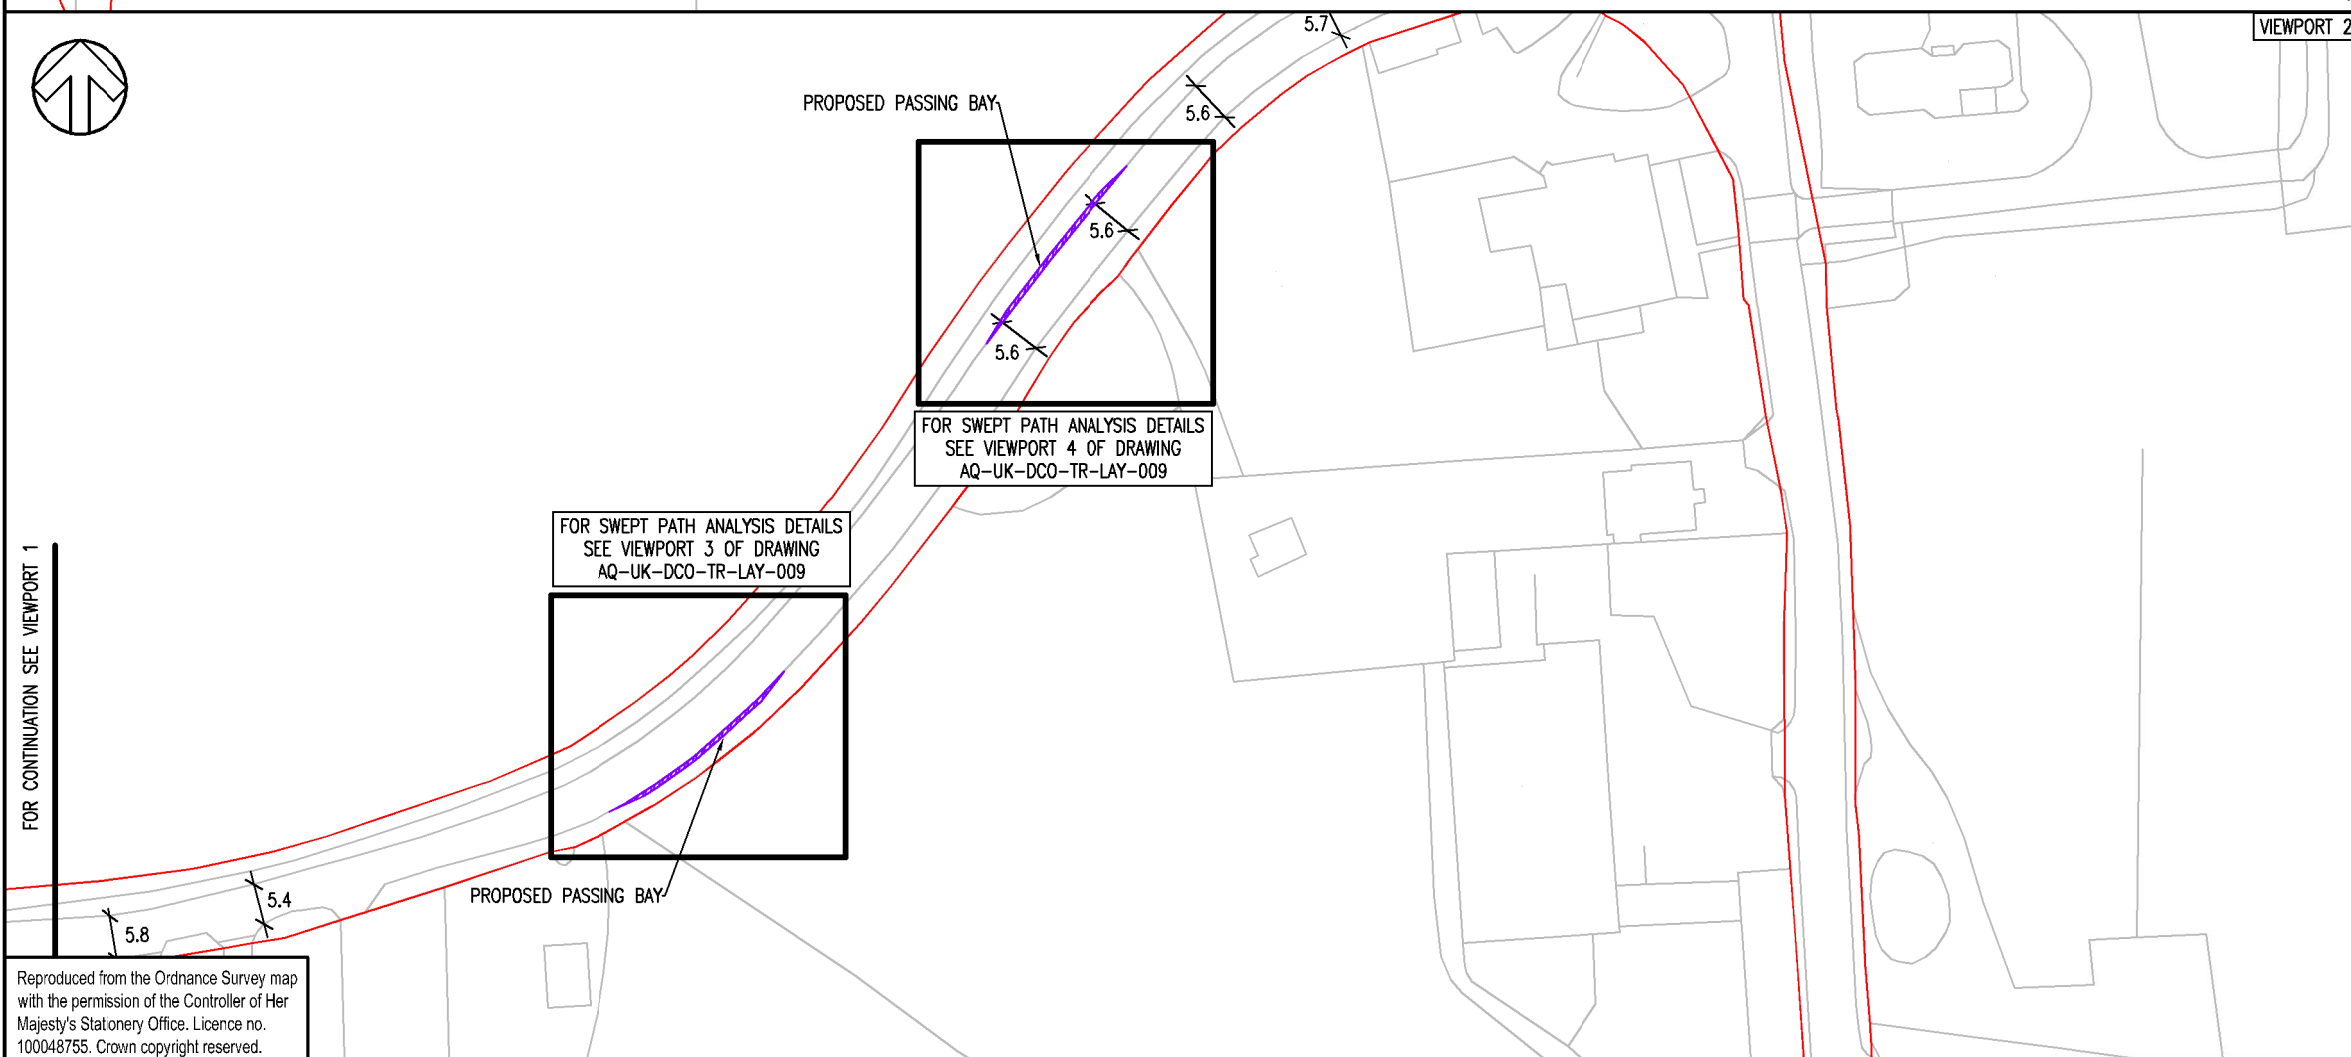 VIEWPORT 2
5.7
PROPOSED PASSING BAY
5.6
5.6
5.6
FOR SWEPT PATH ANALYSIS DETAILS
SEE VIEWPORT 4 OF DRAWING
AQ-UK-DCO-TR-LAY-009
FOR SWEPT PATH ANALYSIS DETAILS
SEE VIEWPORT 3 OF DRAWING
AQ-UK-DCO-TR-LAY-009
FOR CONTINUATION SEE VIEWPORT 1
PROPOSED PASSING BAY
5.4
5.8
Reproduced from the Ordnance Survey map
with the permission of the Controller of Her
Majesty's Stationery Office. Licence no.
100048755. Crown copyright reserved.